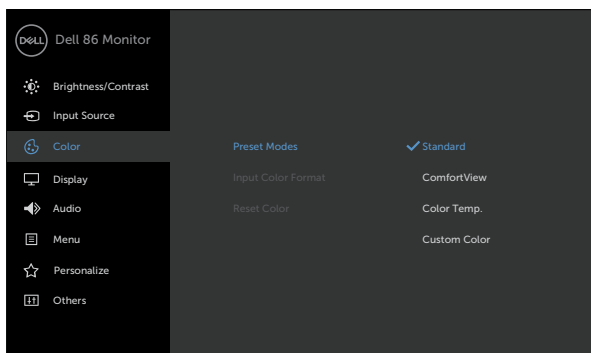 DELL Dell 86 Monitor
Brightness/Contrast
Input Source
Color Preset Modes Standard
Display Input Color Format ComfortView
Audio Reset Color Color Temp.
Menu Custom Color
Personalize
Others